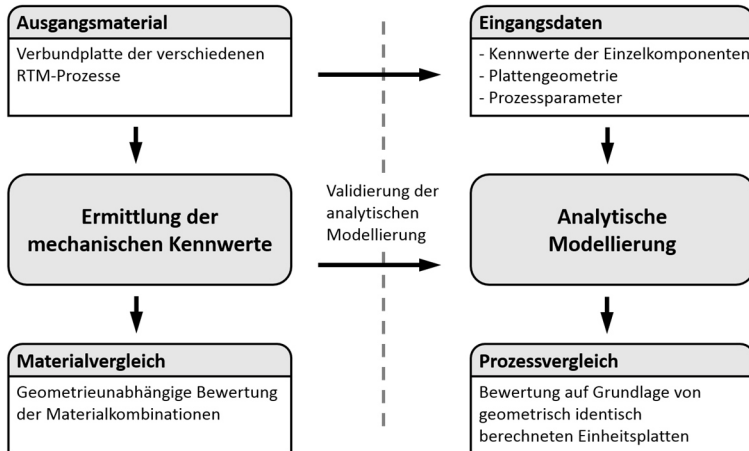 Ausgangsmaterial
Verbundplatte der verschiedenen
RTM-Prozesse
Eingangsdaten
- Kennwerte der Einzelkomponenten
- Plattengeometrie
- Prozessparameter
Ermittlung der
mechanischen Kennwerte
Validierung der
analytischen
Modellierung
Analytische
Modellierung
Materialvergleich
Geometrieunabhängige Bewertung
der Materialkombinationen
Prozessvergleich
Bewertung auf Grundlage von
geometrisch identisch
berechneten Einheitsplatten